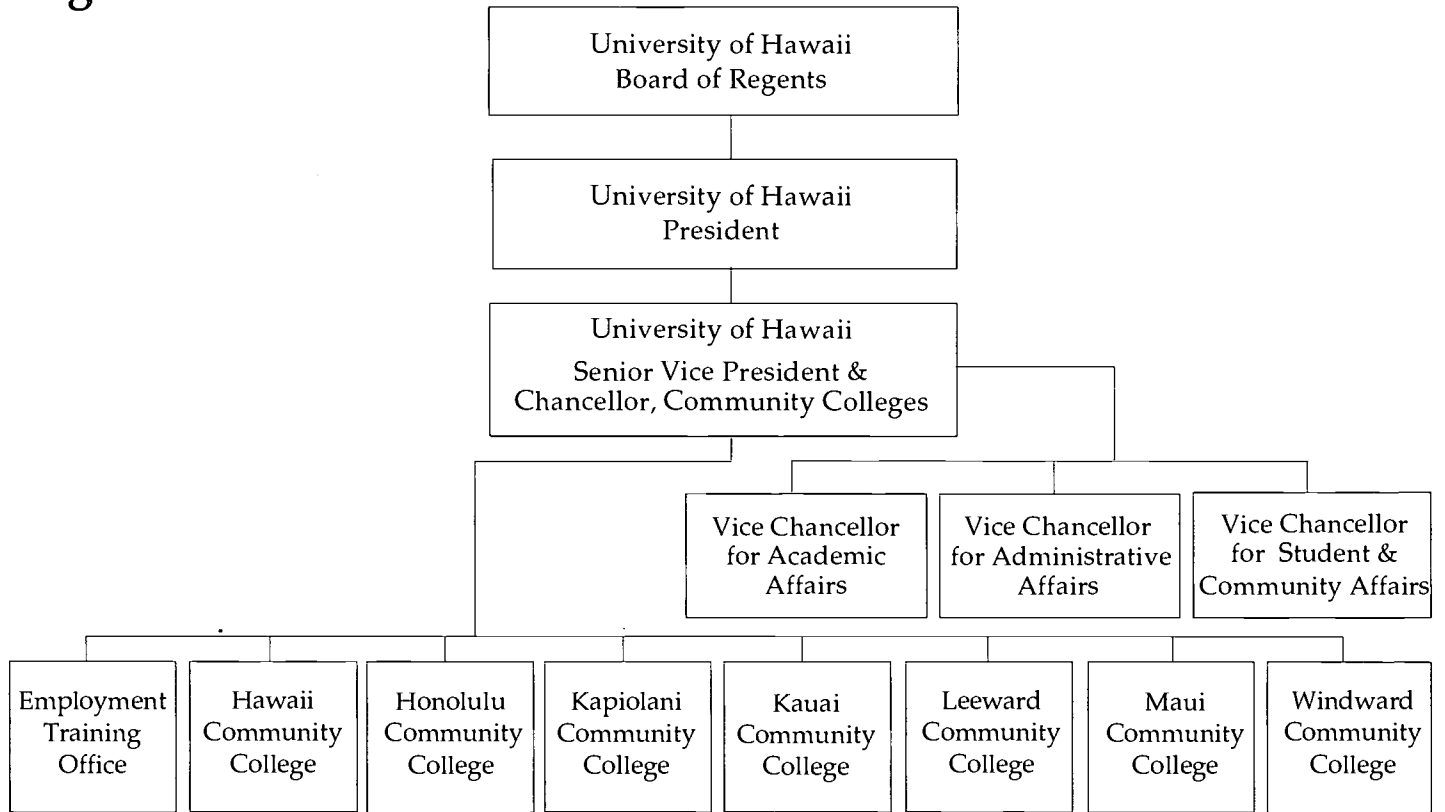 University of Hawaii
Board of Regents
University of Hawaii
President
University of Hawaii
Senior Vice President &
Chancellor, Community Colleges
Vice Chancellor
for Academic
Affairs
Vice Chancellor
for Administrative
Affairs
Vice Chancellor
for Student &
Community Affairs
Employment
Training
Office
Hawaii
Community
College
Honolulu
Community
College
Kapiolani
Community
College
Kauai
Community
College
Leeward
Community
College
Maui
Community
College
Windward
Community
College